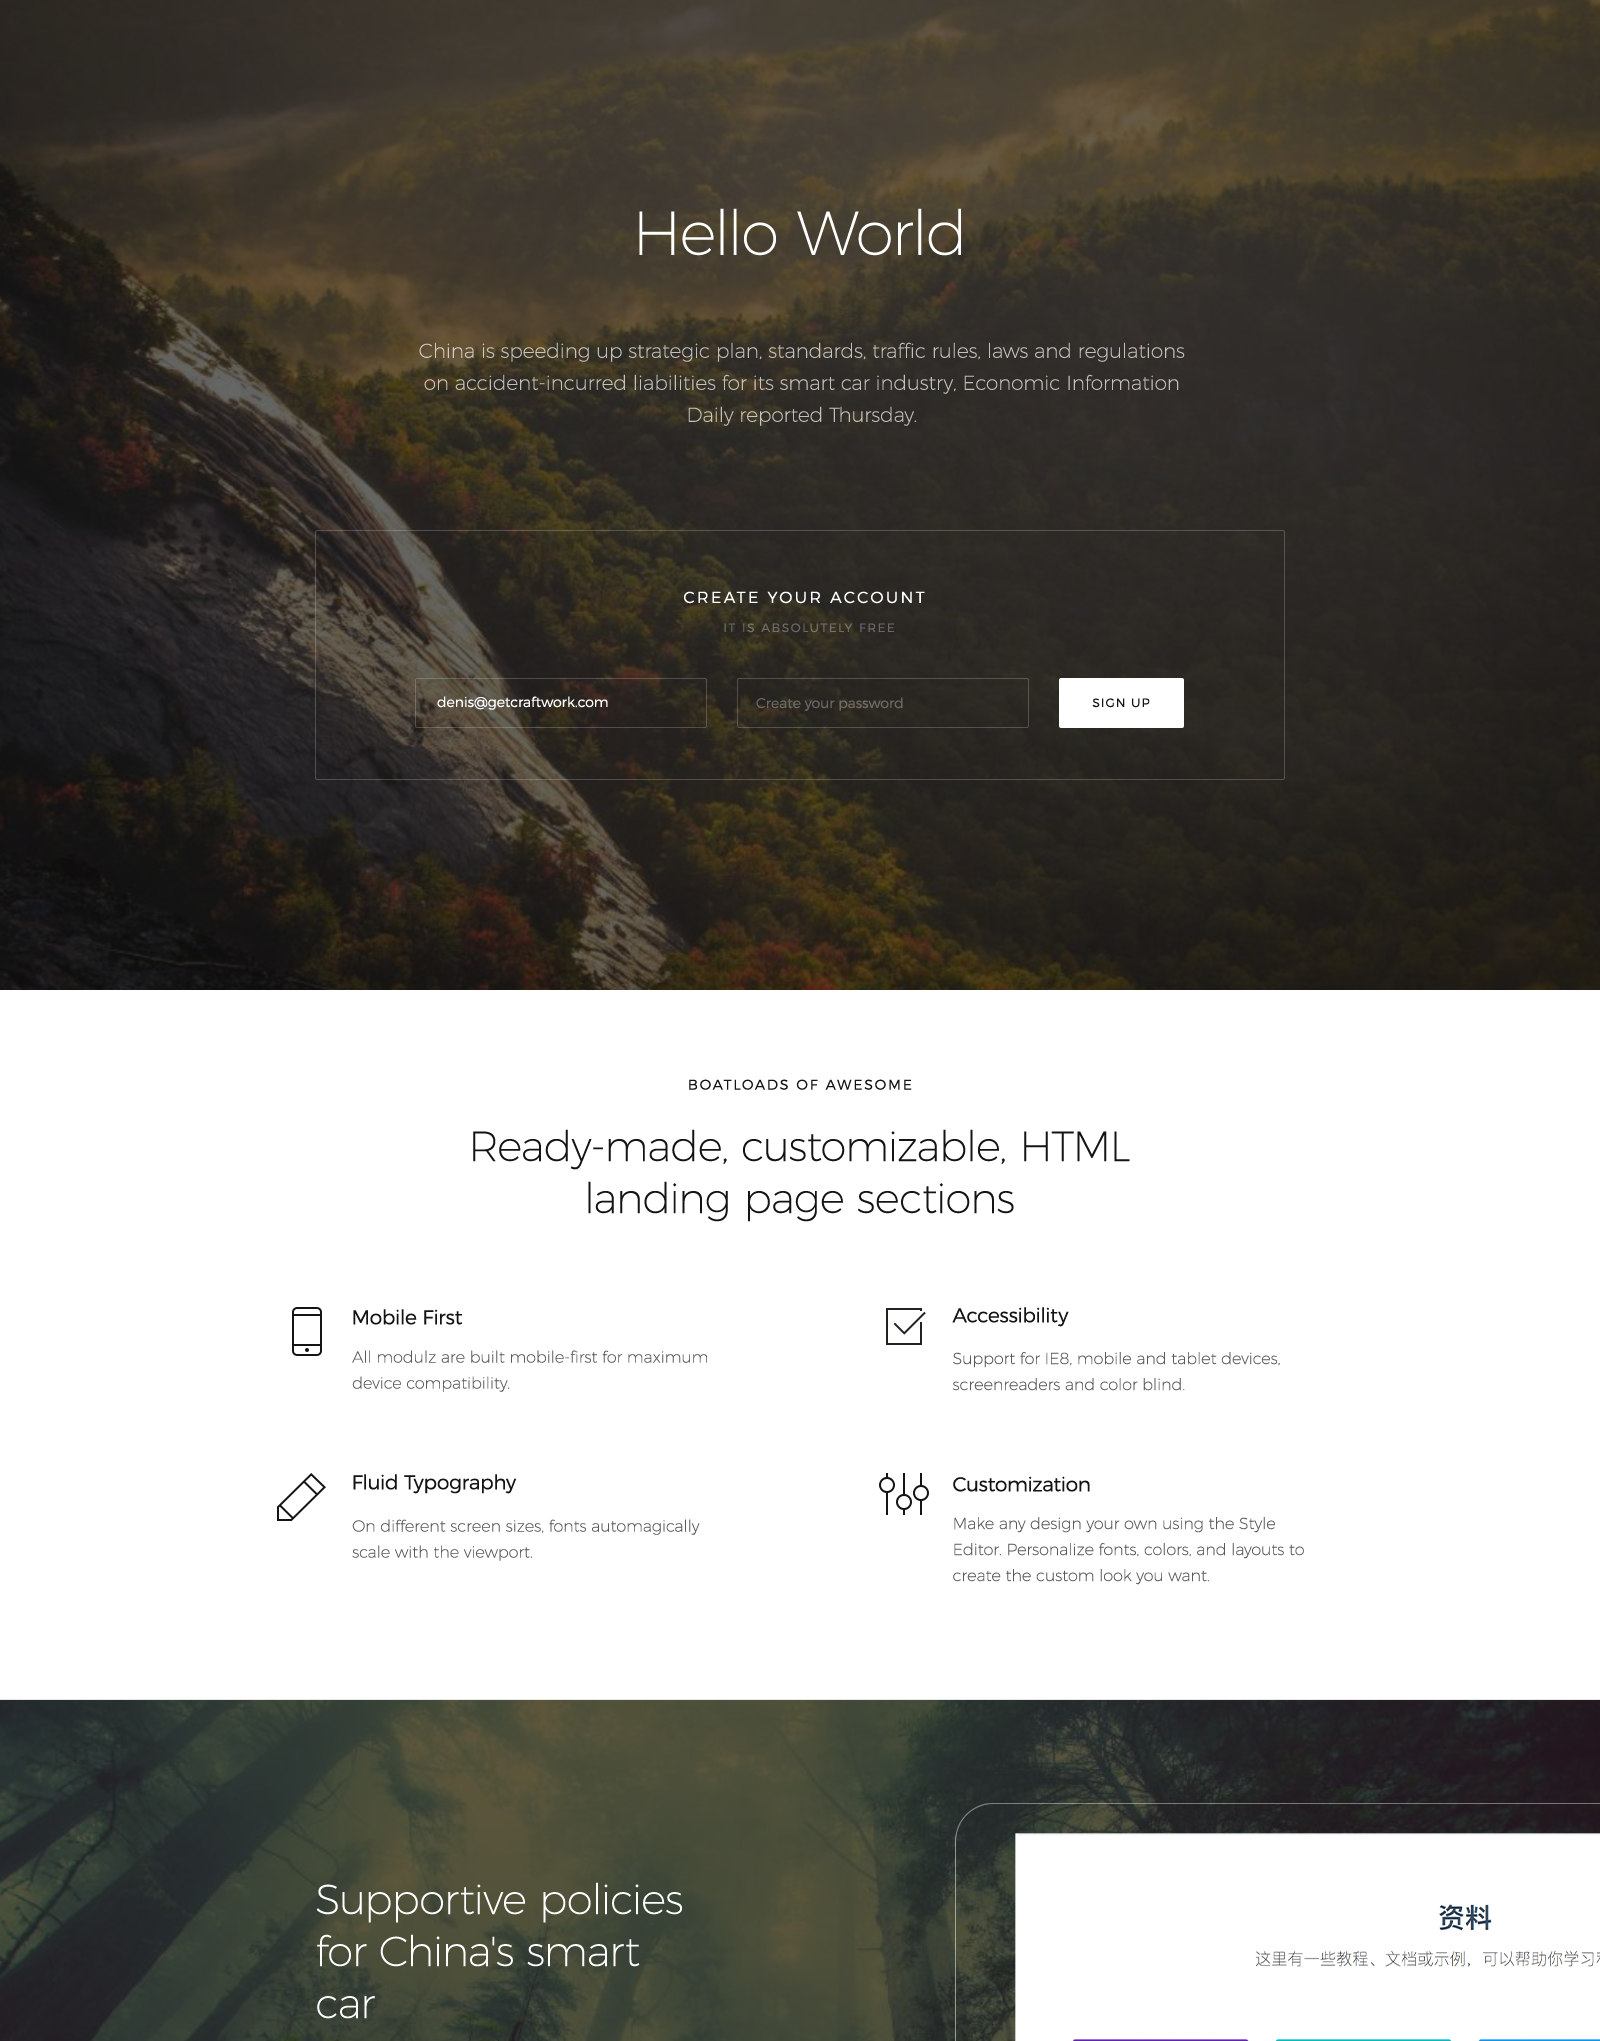 Hello World
China is speeding up strategic plan, standards, traffic rules, laws and regulations
on accident-incurred liabilities for its smart car industry, Economic Information
Daily reported Thursday.
CREATE YOUR ACCOUNT
IT IS ABSOLUTELY FREE
denis@getcraftwork.com
Create your password
SIGN UP
BOATLOADS OF AWESOME
Ready-made, customizable, HTML
landing page sections
Mobile First
All modulz are built mobile-first for maximum
device compatibility.
Accessibility
Support for IE8, mobile and tablet devices,
screenreaders and color blind.
Fluid Typography
On different screen sizes, fonts automagically
scale with the viewport.
Customization
Make any design your own using the Style
Editor. Personalize fonts, colors, and layouts to
create the custom look you want.
Supportive policies
for China's smart
car
资料
这里有一些教程、文档或示例，可以帮助你学习